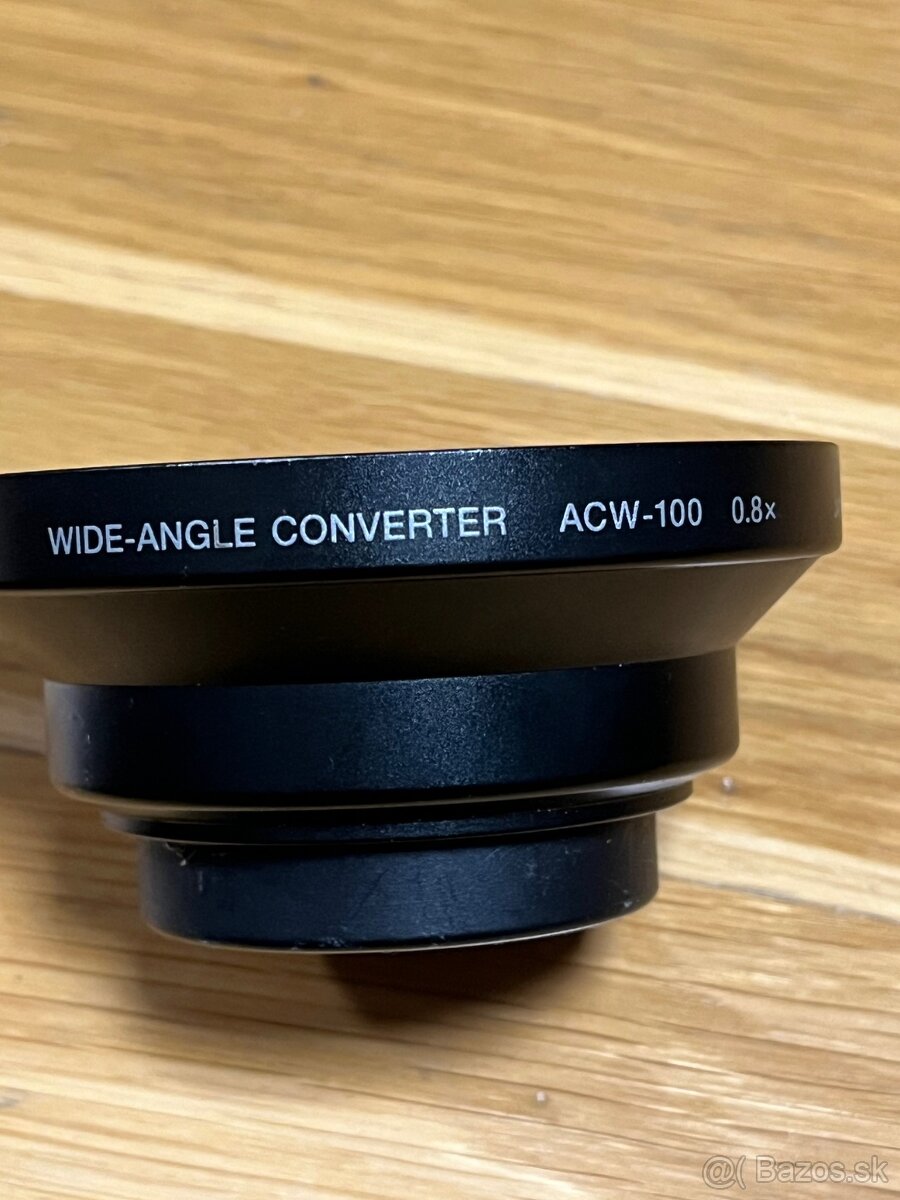 WIDE-ANGLE CONVERTER ACW-100 0.8×
@( Bazos.sk